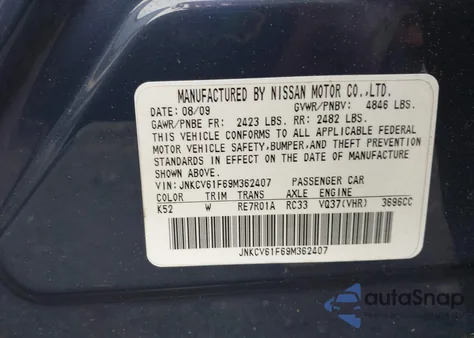 MANUFACTURED BY NISSAN MOTOR CO.,LTD.
DATE: 08/09 GVWR/PNBV: 4846 LBS.
GAWR/PNBE FR: 2423 LBS. RR: 2482 LBS.
THIS VEHICLE CONFORMS TO ALL APPLICABLE FEDERAL
MOTOR VEHICLE SAFETY,BUMPER,AND THEFT PREVENTION
STANDARDS IN EFFECT ON THE DATE OF MANUFACTURE
SHOWN ABOVE.
VIN: JNKCV61F69M362407 PASSENGER CAR
COLOR TRIM TRANS AXLE ENGINE
K52 W RE7R01A RC33 VQ37(VHR) 3696CC
JNKCV61F69M362407
autoSnap